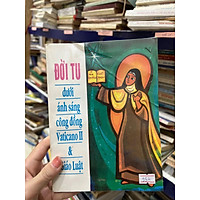 ĐỜI TU
dưới
ánh sáng
công đồng
Vaticano II
&
Giáo Luật